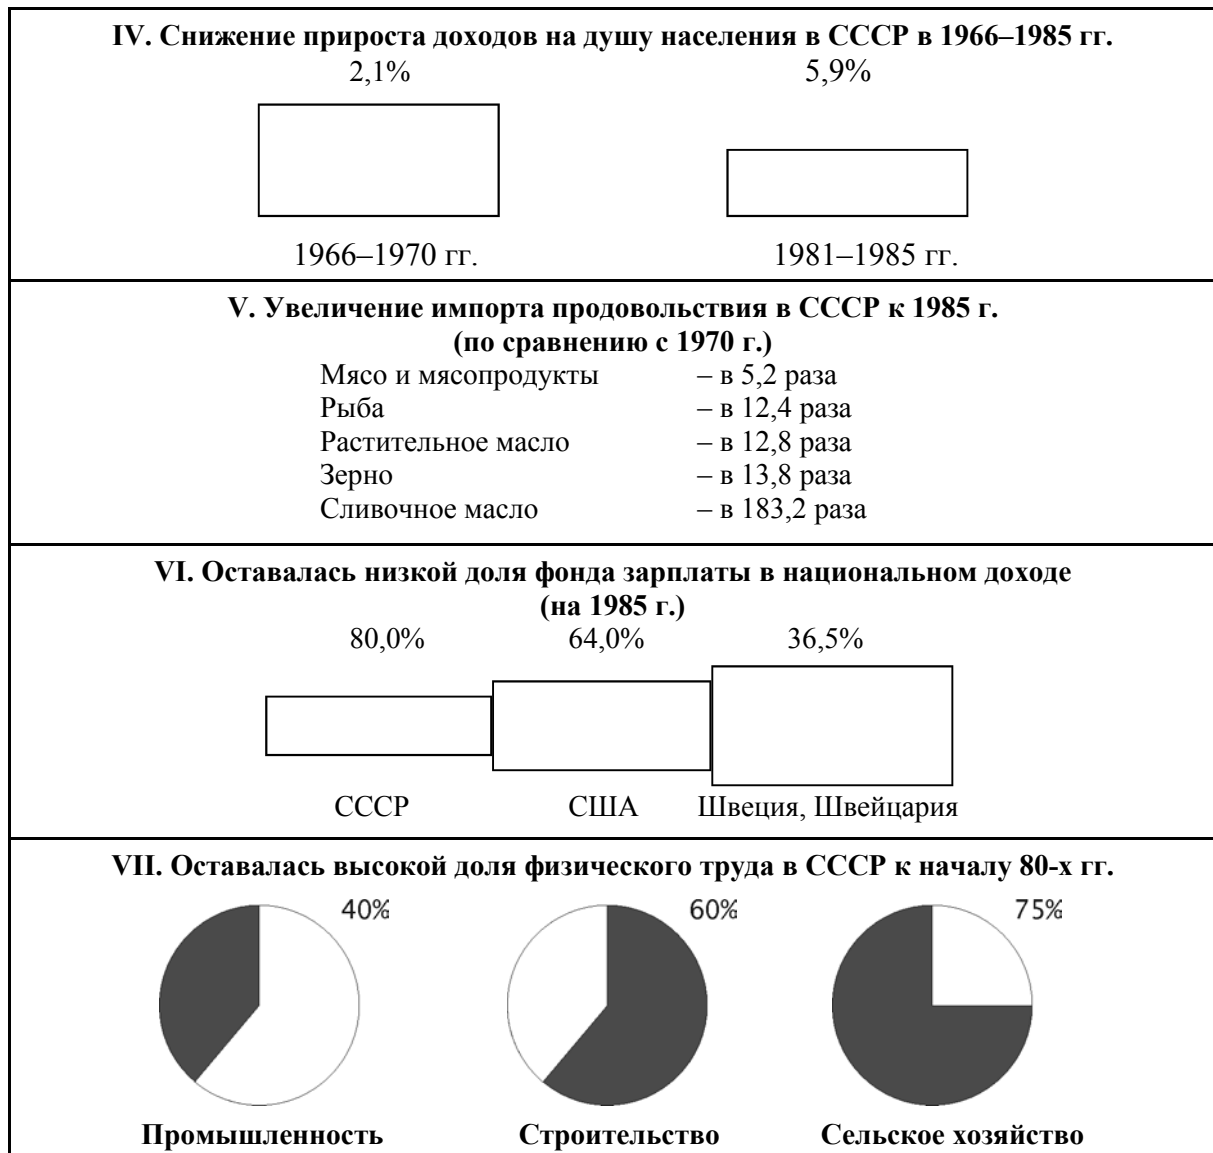 IV. Снижение прироста доходов на душу населения в СССР в 1966–1985 гг.
2,1% 5,9%
1966–1970 гг. 1981–1985 гг.
V. Увеличение импорта продовольствия в СССР к 1985 г.
(по сравнению с 1970 г.)
Мясо и мясопродукты – в 5,2 раза
Рыба – в 12,4 раза
Растительное масло – в 12,8 раза
Зерно – в 13,8 раза
Сливочное масло – в 183,2 раза
VI. Оставалась низкой доля фонда зарплаты в национальном доходе
(на 1985 г.)
80,0% 64,0% 36,5%
СССР США Швеция, Швейцария
VII. Оставалась высокой доля физического труда в СССР к началу 80-х гг.
40% 60% 75%
Промышленность Строительство Сельское хозяйство